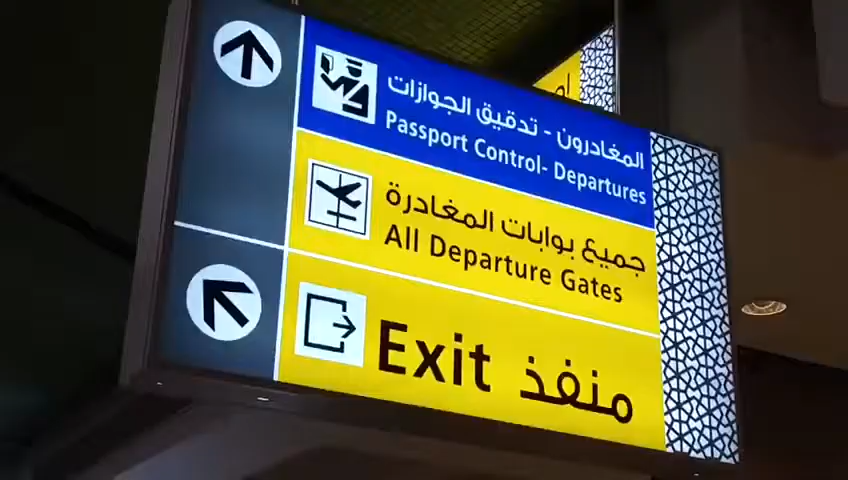 المغادرون - تدقيق الجوازات
Passport Control- Departures
جميع بوابات المغادرة
All Departure Gates
Exit منفذ